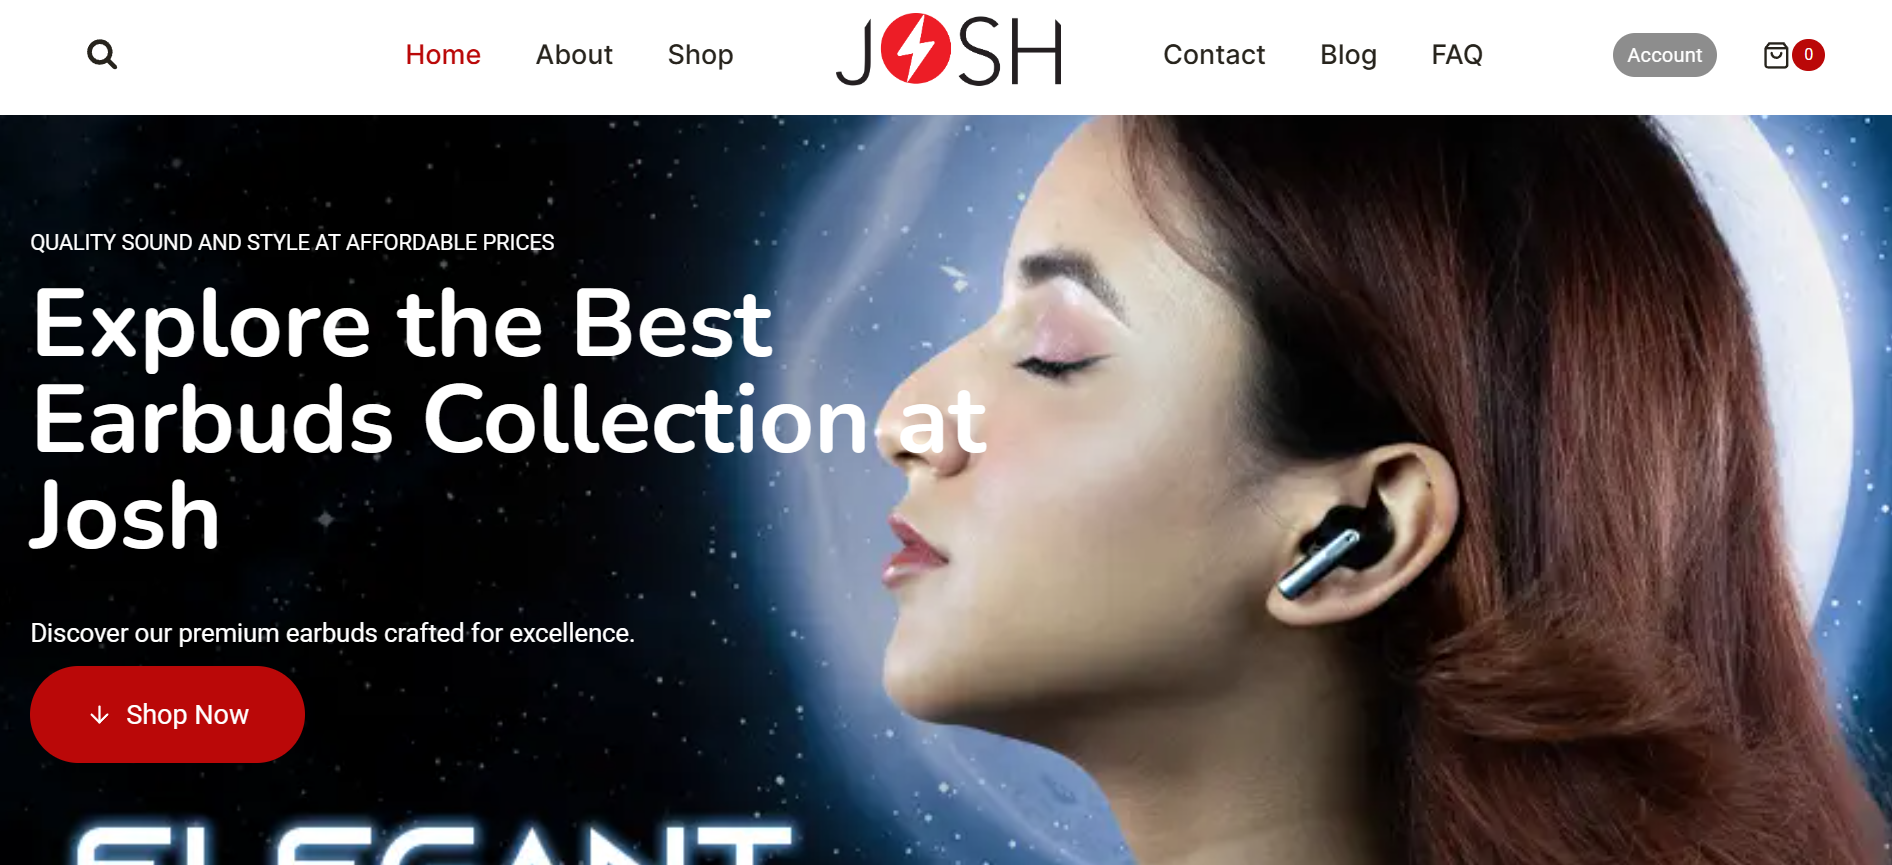 Home
About
Shop
JOSH
Contact
Blog
FAQ
Account
0
QUALITY SOUND AND STYLE AT AFFORDABLE PRICES
Explore the Best
Earbuds Collection at
Josh
Discover our premium earbuds crafted for excellence.
Shop Now
ELEGANT